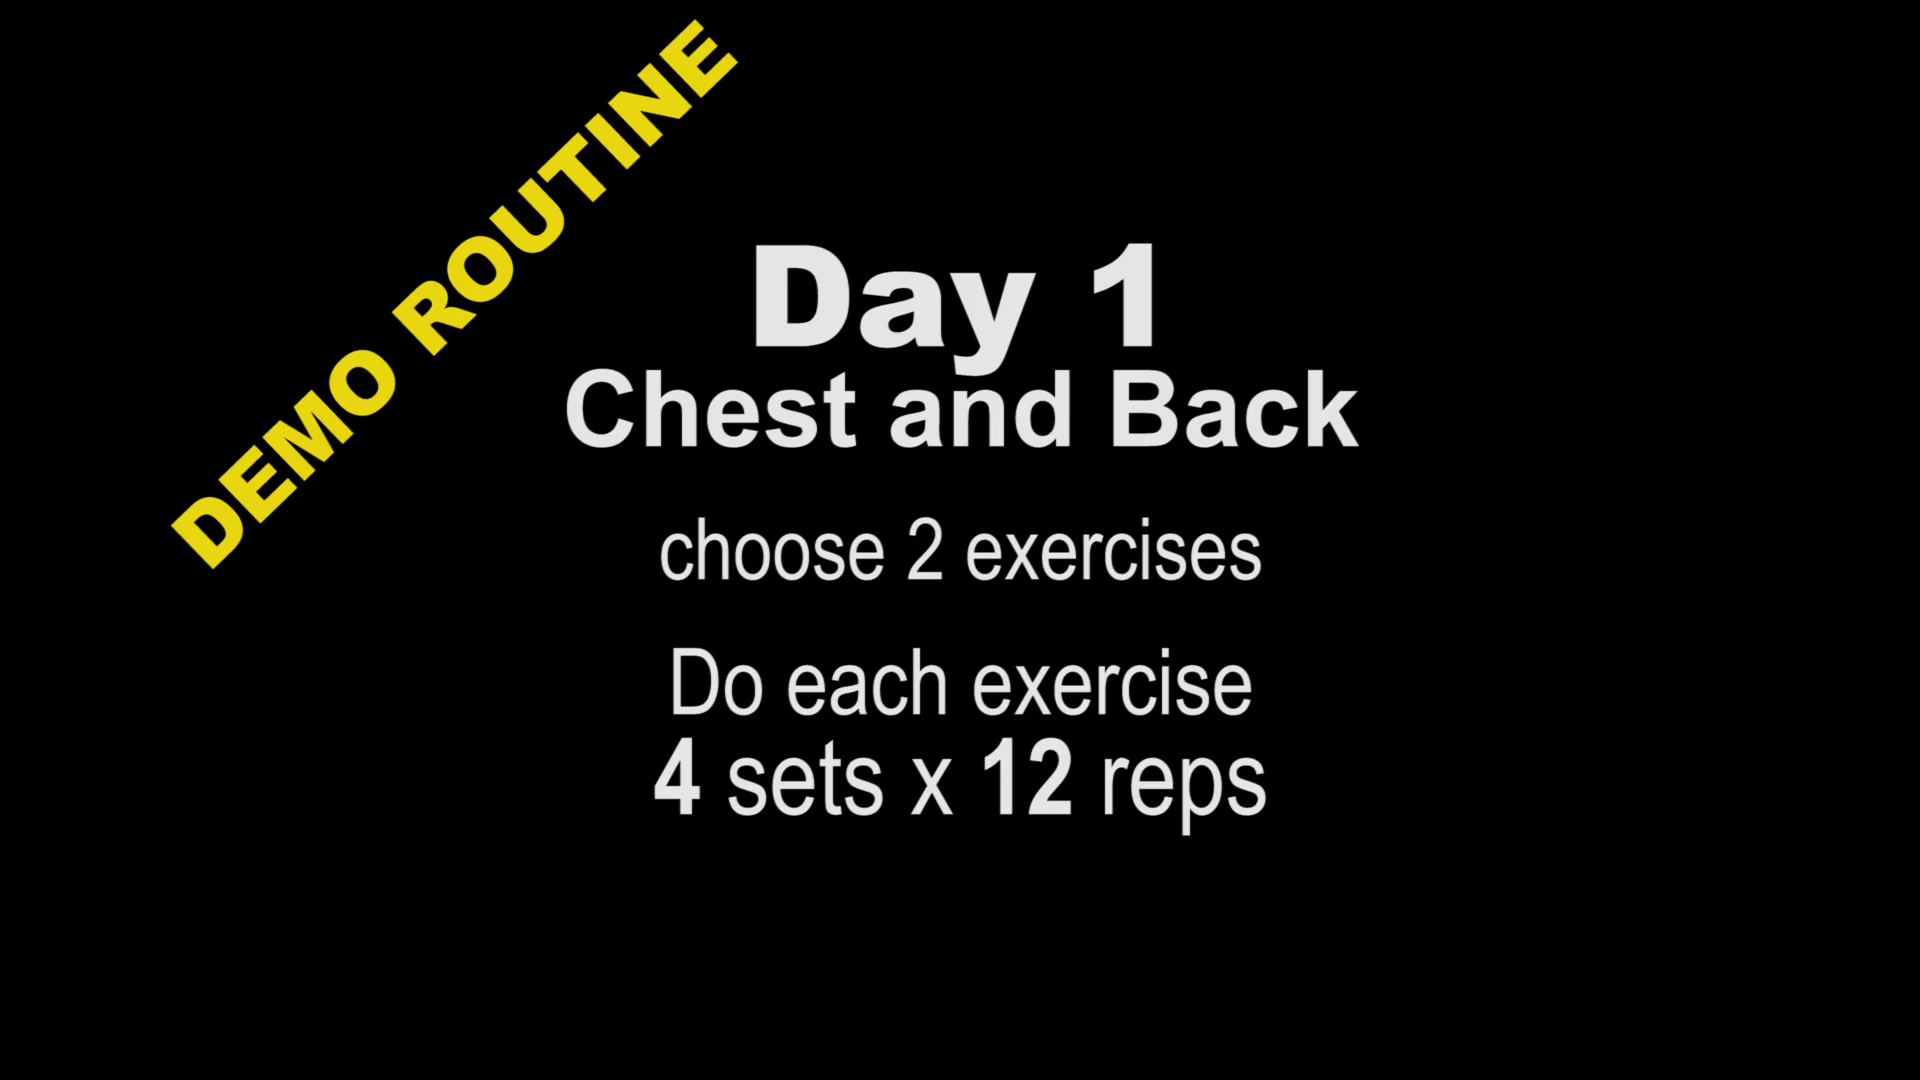 DEMO ROUTINE
Day 1
Chest and Back
choose 2 exercises
Do each exercise
4 sets x 12 reps